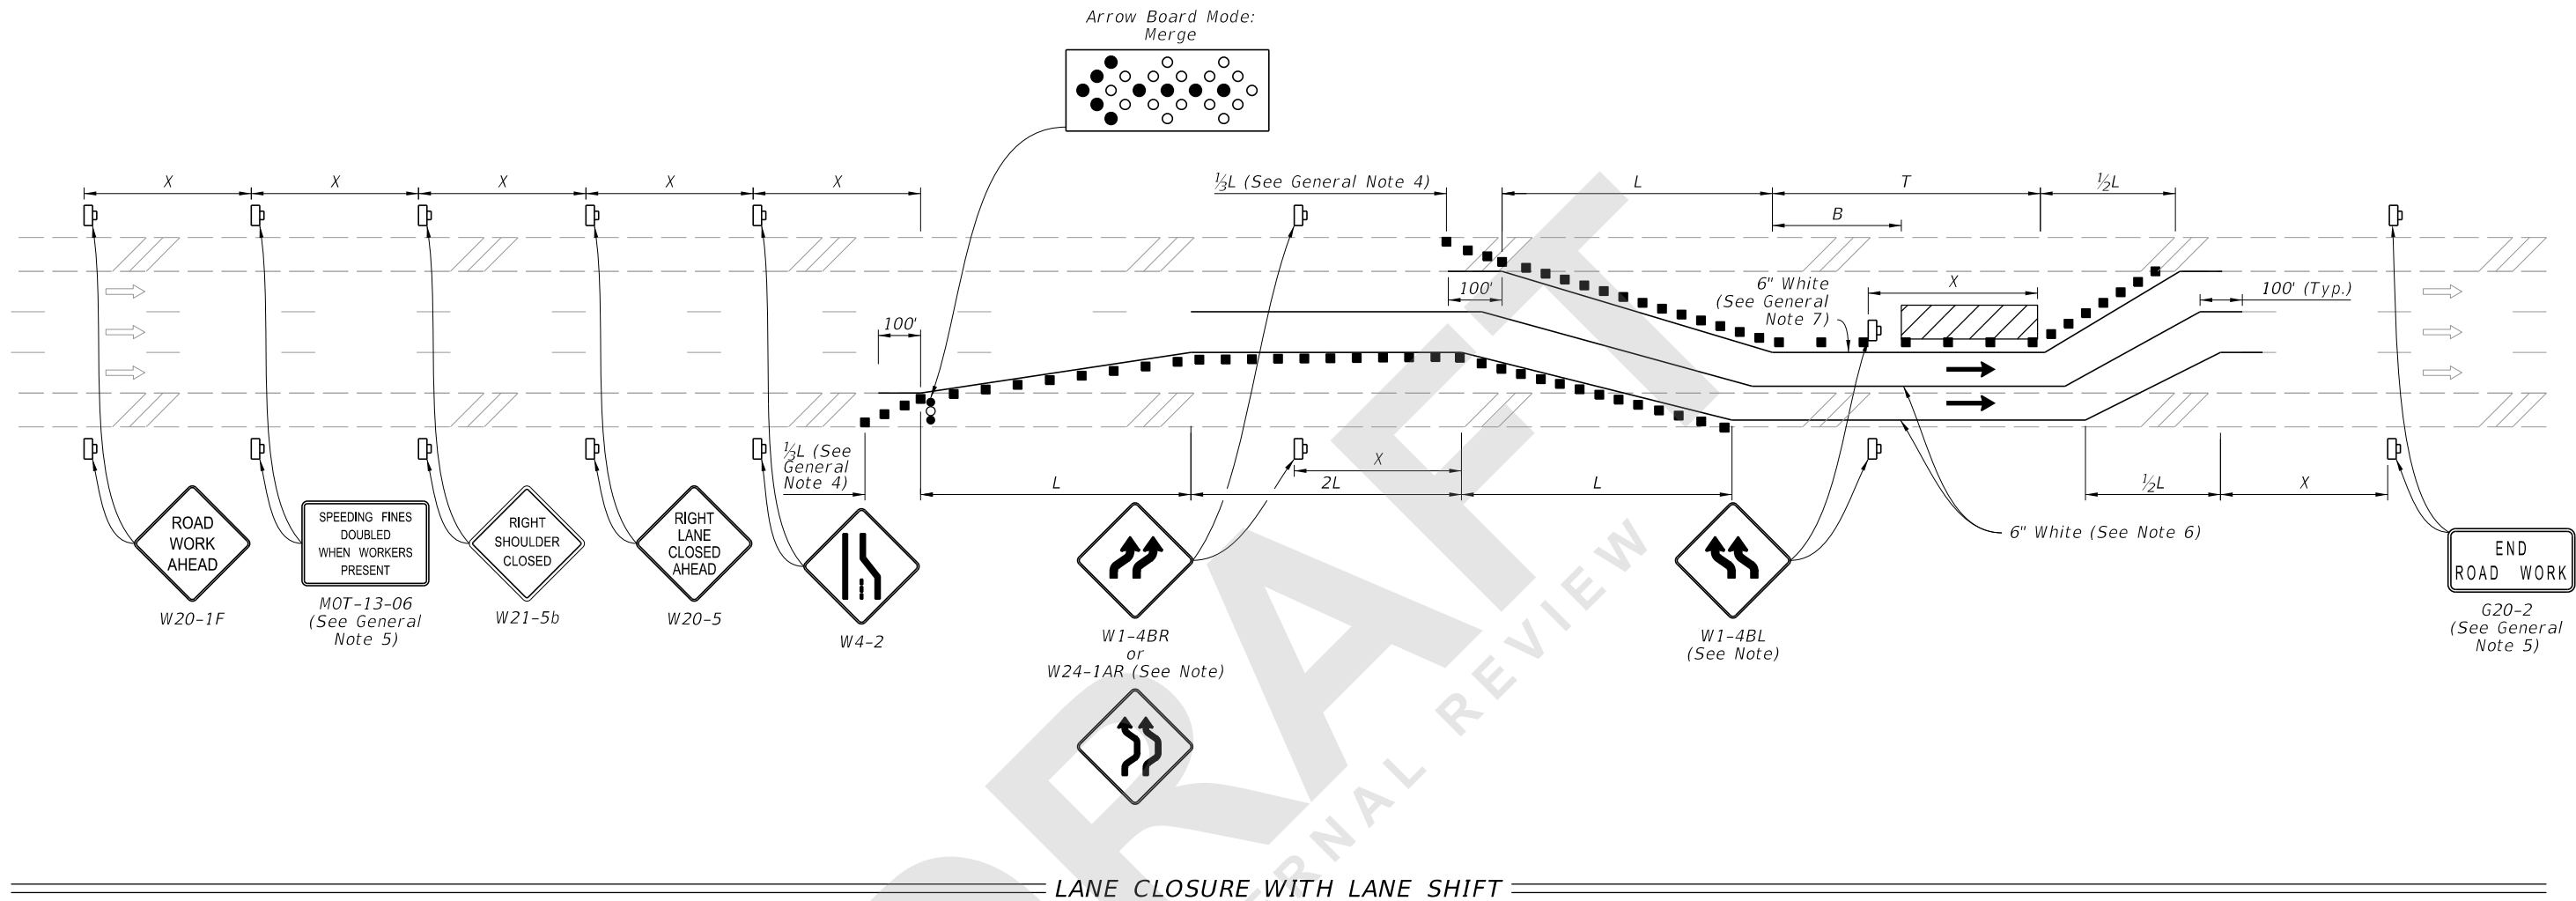 Arrow Board Mode:
Merge
X
X
X
X
X
⅓L (See General Note 4)
L
T
½L
B
100'
6" White
(See General
Note 7)
X
100' (Typ.)
100'
⅓L (See
General
Note 4)
L
X
2L
L
½L
X
6" White (See Note 6)
ROAD
WORK
AHEAD
W20-1F
SPEEDING FINES
DOUBLED
WHEN WORKERS
PRESENT
MOT-13-06
(See General
Note 5)
RIGHT
SHOULDER
CLOSED
W21-5b
RIGHT
LANE
CLOSED
AHEAD
W20-5
W4-2
W1-4BR
or
W24-1AR (See Note)
W1-4BL
(See Note)
END
ROAD WORK
G20-2
(See General
Note 5)
DRAFT
ERNAL REVIEW
LANE CLOSURE WITH LANE SHIFT